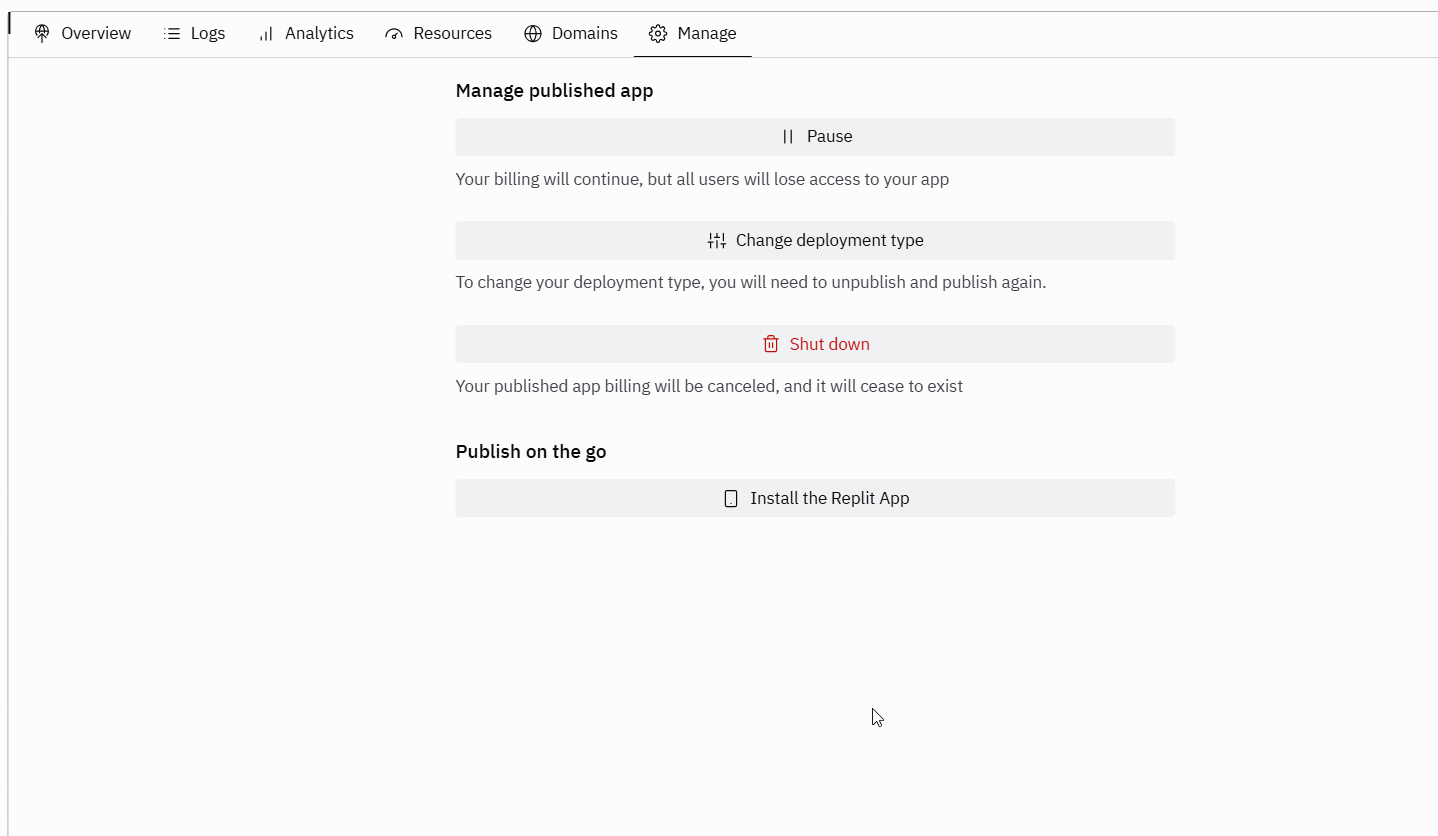 Overview Logs Analytics Resources Domains Manage
Manage published app
Pause
Your billing will continue, but all users will lose access to your app
Change deployment type
To change your deployment type, you will need to unpublish and publish again.
Shut down
Your published app billing will be canceled, and it will cease to exist
Publish on the go
Install the Replit App